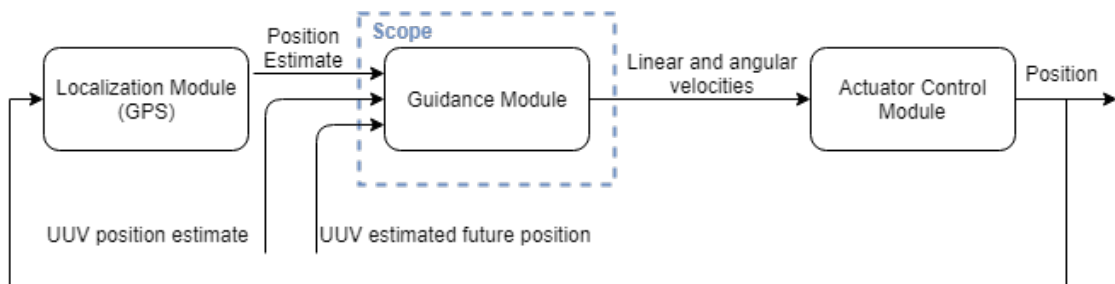 Scope
Position
Estimate
Localization Module
(GPS)
Guidance Module
Linear and angular
velocities
Actuator Control
Module
Position
UUV position estimate
UUV estimated future position